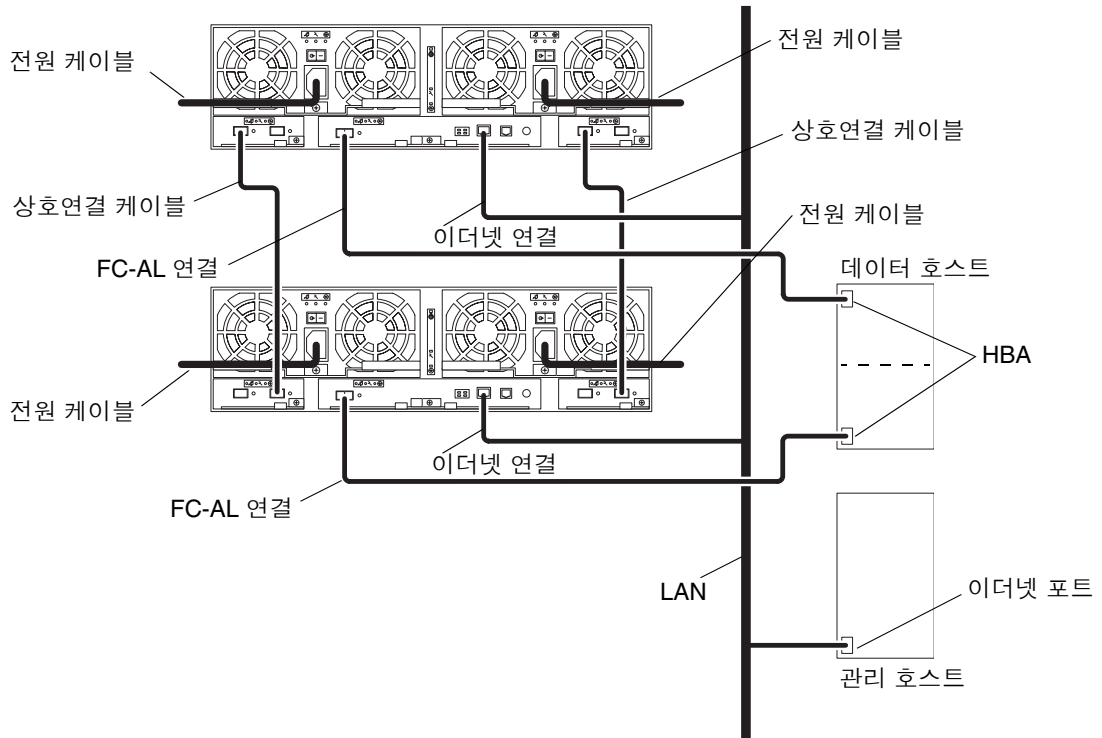 전원 케이블
전원 케이블
상호연결 케이블
상호연결 케이블
전원 케이블
이더넷 연결
FC-AL 연결
데이터 호스트
HBA
전원 케이블
이더넷 연결
FC-AL 연결
LAN
이더넷 포트
관리 호스트